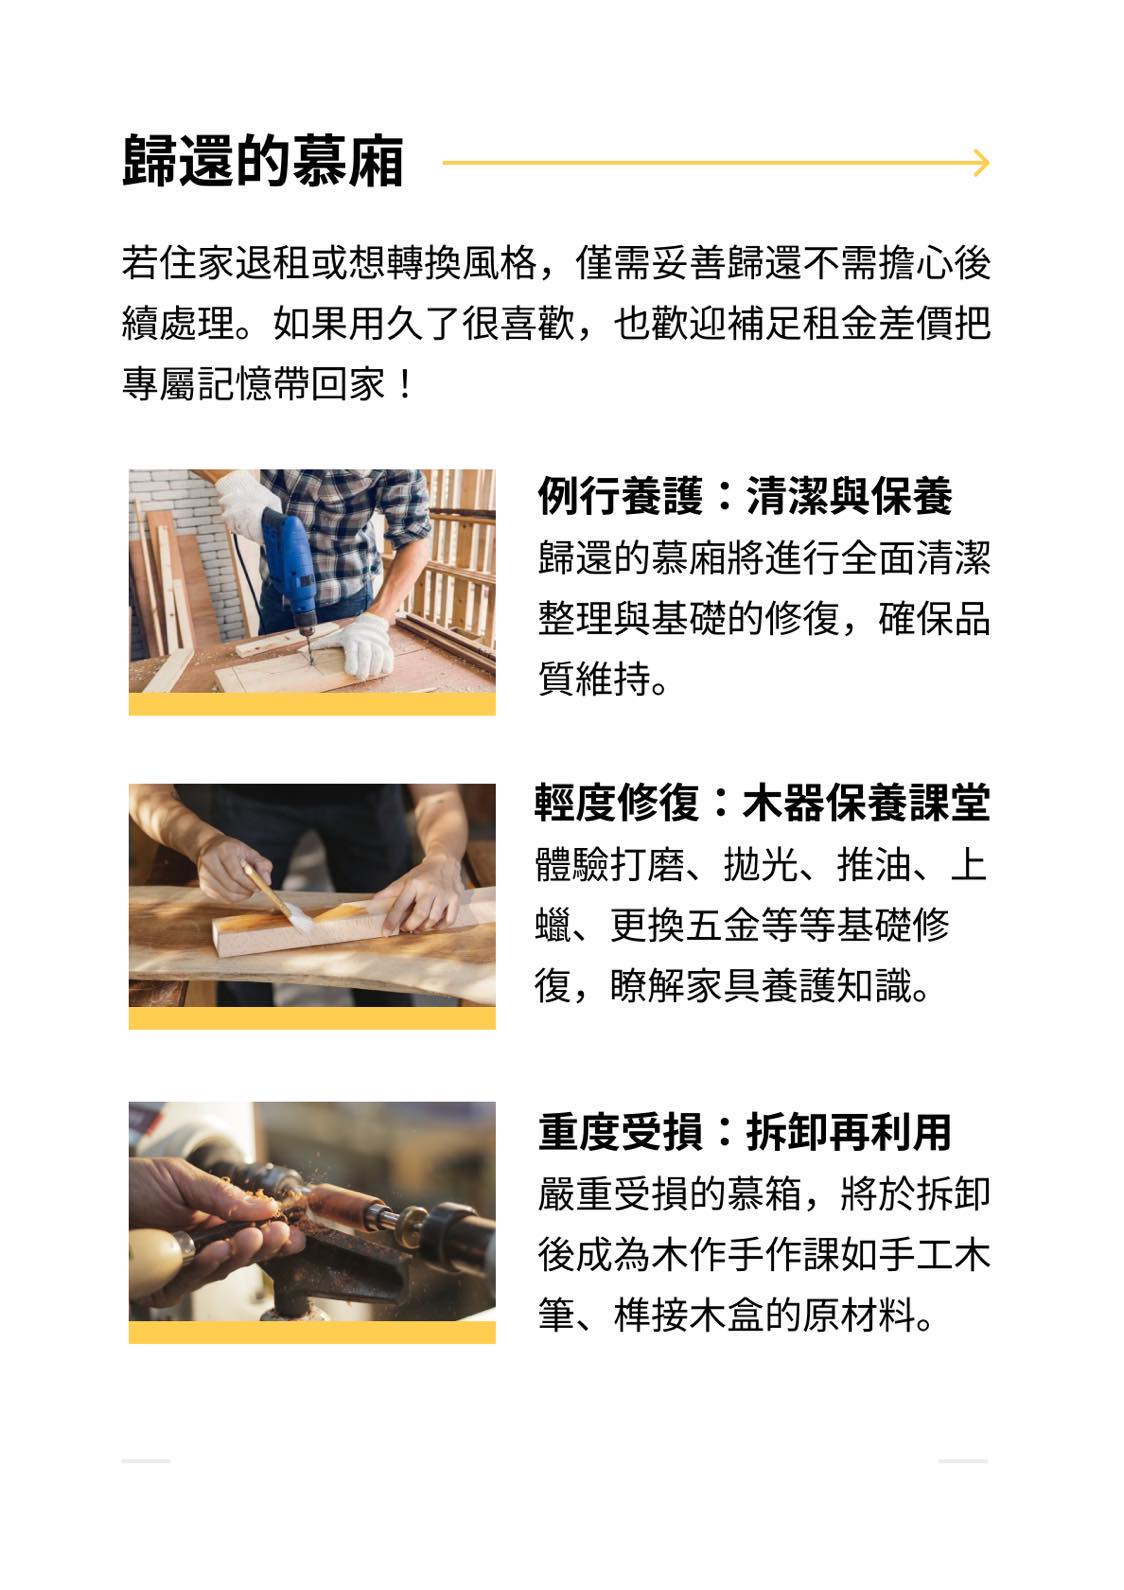 歸還的慕廂
若住家退租或想轉換風格，僅需妥善歸還不需擔心後
續處理。如果用久了很喜歡，也歡迎補足租金差價把
專屬記憶帶回家！
例行養護：清潔與保養
歸還的慕廂將進行全面清潔
整理與基礎的修復，確保品
質維持。
輕度修復：木器保養課堂
體驗打磨、拋光、推油、上
蠟、更換五金等等基礎修
復，瞭解家具養護知識。
重度受損：拆卸再利用
嚴重受損的慕箱，將於拆卸
後成為木作手作課如手工木
筆、榫接木盒的原材料。